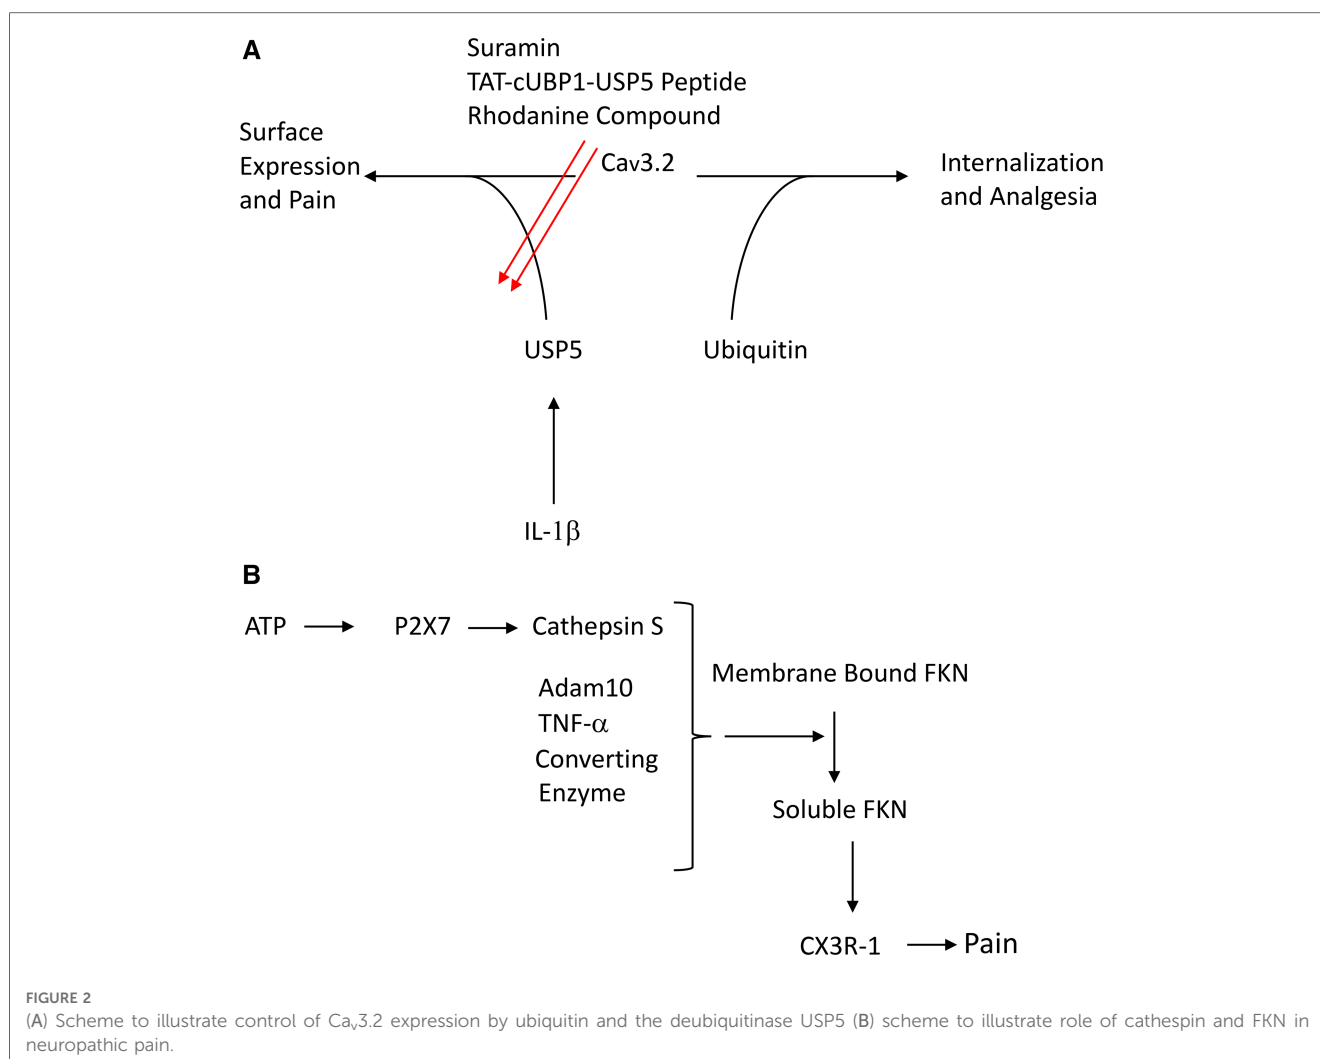 A
Suramin
TAT-cUBP1-USP5 Peptide
Rhodanine Compound
Surface
Expression
and Pain
Cav3.2
Internalization
and Analgesia
USP5
Ubiquitin
IL-1β
B
ATP
P2X7
Cathepsin S
Adam10
TNF-α
Converting
Enzyme
Membrane Bound FKN
Soluble FKN
CX3R-1
Pain
FIGURE 2
(A) Scheme to illustrate control of Cav3.2 expression by ubiquitin and the deubiquitinase USP5 (B) scheme to illustrate role of cathespin and FKN in
neuropathic pain.